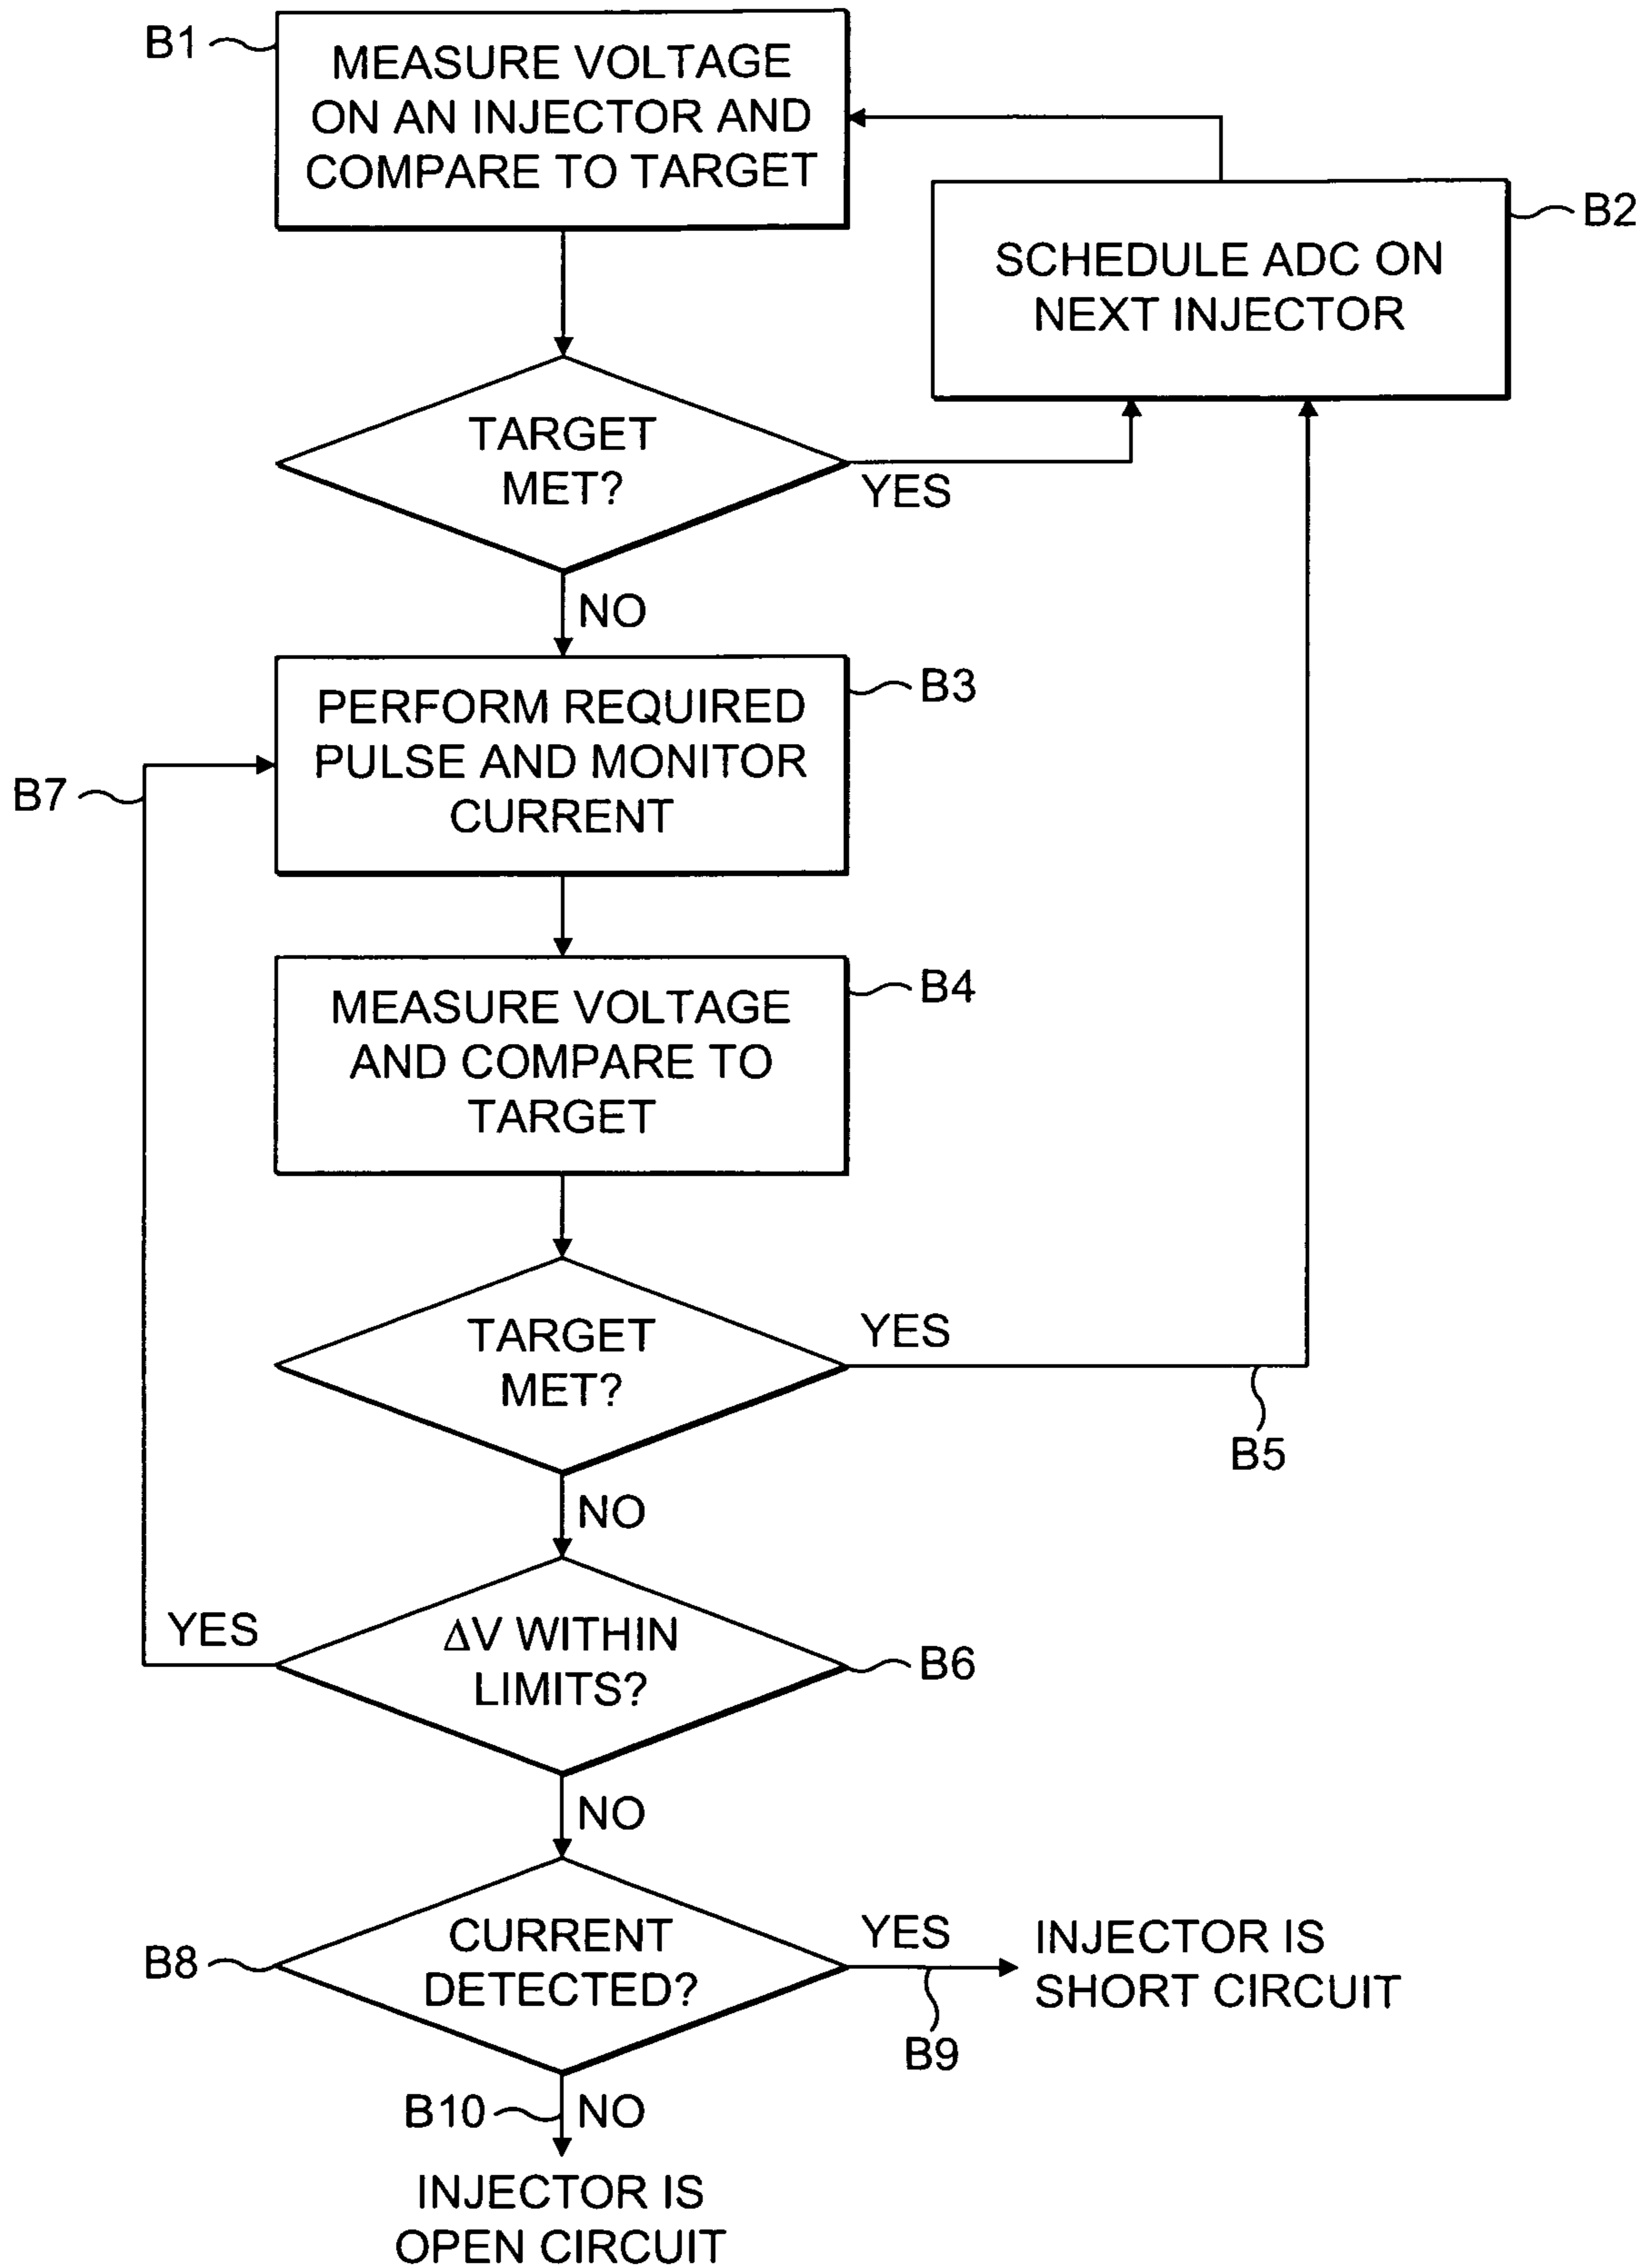 B1
MEASURE VOLTAGE
ON AN INJECTOR AND
COMPARE TO TARGET
B2
SCHEDULE ADC ON
NEXT INJECTOR
TARGET
MET?
YES
NO
B3
PERFORM REQUIRED
PULSE AND MONITOR
CURRENT
B7
B4
MEASURE VOLTAGE
AND COMPARE TO
TARGET
TARGET
MET?
YES
B5
NO
YES
ΔV WITHIN
LIMITS?
B6
NO
B8
CURRENT
DETECTED?
YES
B9
INJECTOR IS
SHORT CIRCUIT
B10
NO
INJECTOR IS
OPEN CIRCUIT